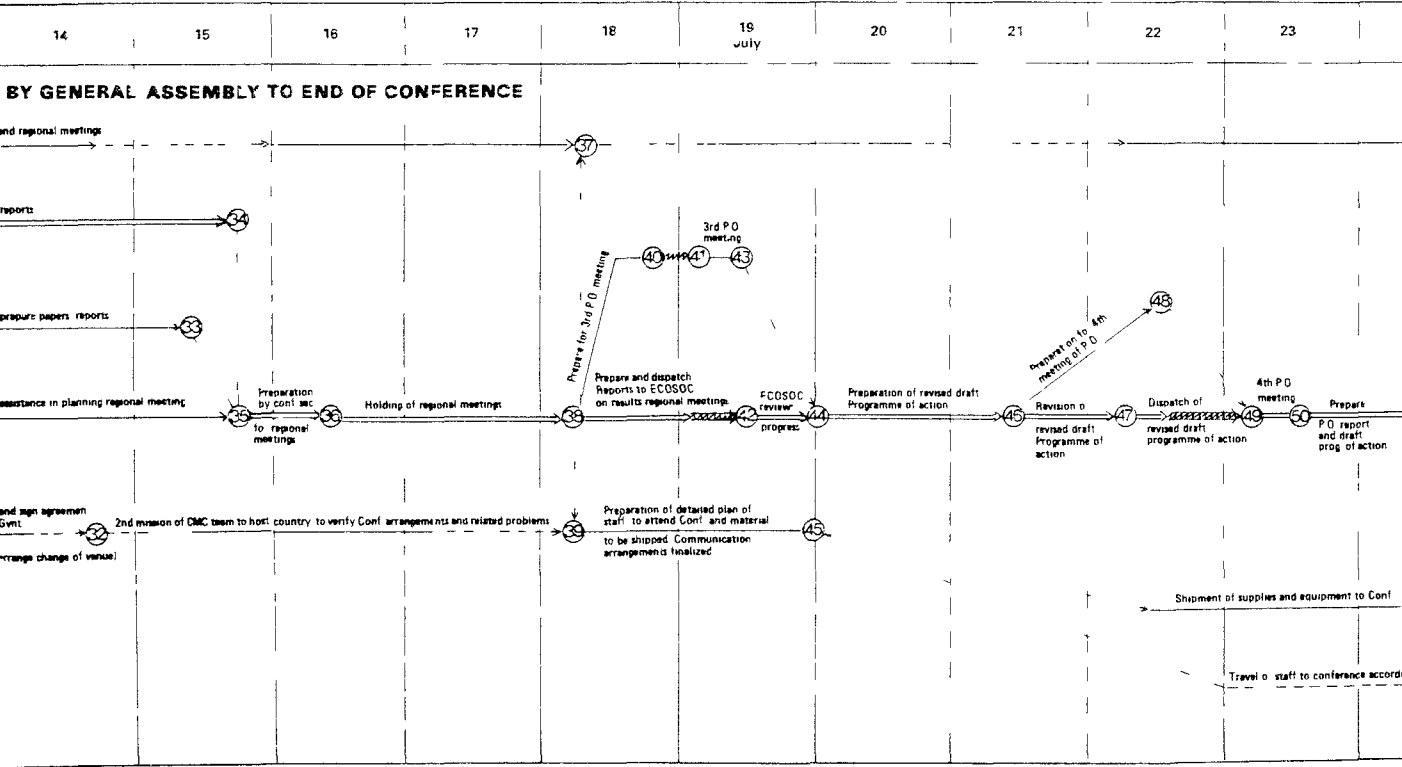 14 15 16 17 18 19 20 21 22 23
July
BY GENERAL ASSEMBLY TO END OF CONFERENCE
and regional meetings
37
reports
34
3rd P O
meeting
40 41 43
Prepare for 3rd P.O. meeting
prepare papers reports
33
48
Preparation for 4th
meeting of P O
assistance in planning regional meeting
35
Preparation
by conf sec
to regional
meetings
36
Holding of regional meetings
38
Prepare and dispatch
Reports to ECOSOC
on results regional meetings
42
ECOSOC
review
progress
44
Preparation of revised draft
Programme of action
46
Revision o
revised draft
Programme of
action
47
Dispatch of
revised draft
programme of action
49
4th P O
meeting
50
Prepare
P.O. report
and draft
prog of action
and sign agreemen
Gvnt
32
arrange change of venue)
2nd mission of CMC team to host country to verify Conf arrangements and related problems
39
Preparation of detailed plan of
staff to attend Conf and material
to be shipped Communication
arrangements finalized
45
Shipment of supplies and equipment to Conf
Travel o staff to conference accord